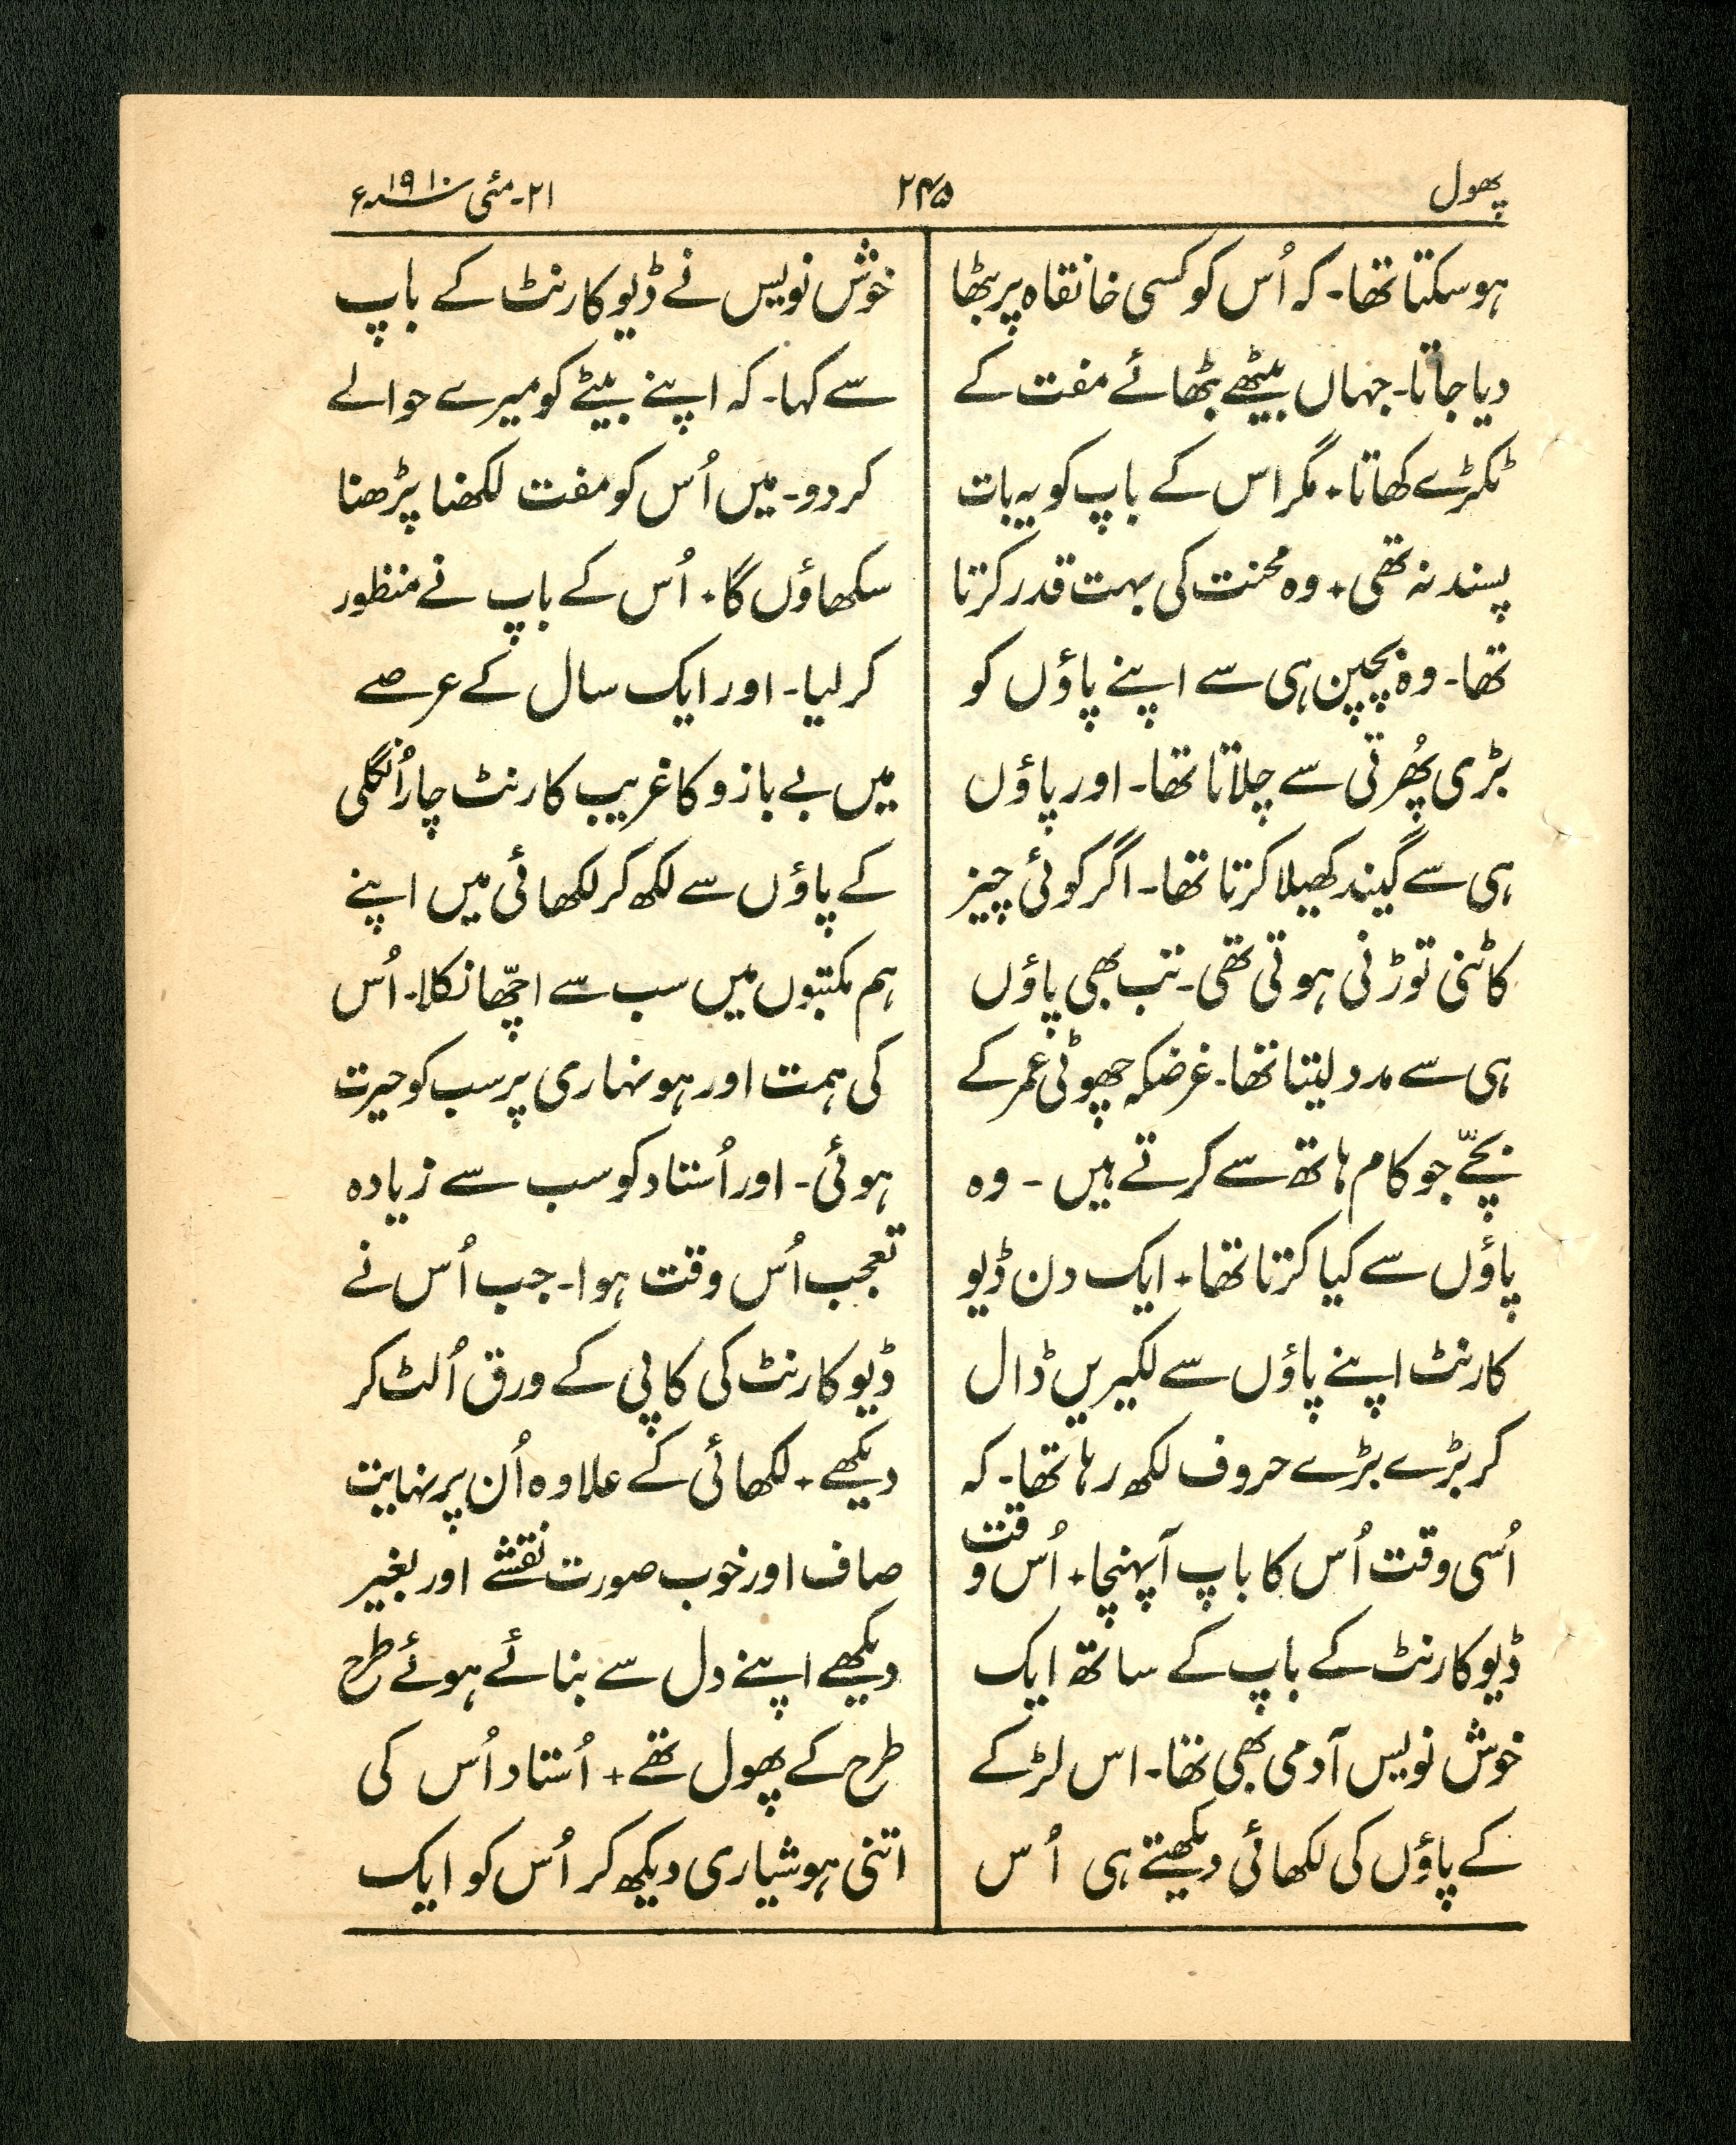 پھول
۲۴۵
۲۱-مئی ۱۹۱۰ء
ہوسکتا تھا۔ کہ اُس کو کسی خانقاہ پر بٹھا
دیا جاتا۔ جہاں بیٹھے بٹھائے مفت کے
ٹکڑے کھاتا+ مگر اس کے باپ کو یہ بات
پسند نہ تھی+ وہ محنت کی بہت قدر کرتا
تھا۔ وہ بچپن ہی سے اپنے پاؤں کو
بڑی پھُرتی سے چلاتا تھا۔ اور پاؤں
ہی سے گیند کھیلا کرتا تھا۔ اگر کوئی چیز
کاٹنی توڑنی ہوتی تھی۔ تب بھی پاؤں
ہی سے مدد لیتا تھا۔ غرضکہ چھوٹی عمر کے
بچّے جو کام ہاتھ سے کرتے ہیں - وہ
پاؤں سے کیا کرتا تھا+ ایک دن ڈیو
کارنٹ اپنے پاؤں سے لکیریں ڈال
کر بڑے بڑے حروف لکھ رہا تھا۔ کہ
اُسی وقت اُس کا باپ آپہنچا+ اُس وقت
ڈیوکارنٹ کے باپ کے ساتھ ایک
خوش نویس آدمی بھی تھا۔ اس لڑکے
کے پاؤں کی لکھائی دیکھتے ہی اُس
خوش نویس نے ڈیوکارنٹ کے باپ
سے کہا۔ کہ اپنے بیٹے کو میرے حوالے
کردو۔ میں اُس کو مفت لکھنا پڑھنا
سکھاؤں گا+ اُس کے باپ نے منظور
کرلیا۔ اور ایک سال کے عرصے
میں بے بازو کا غریب کارنٹ چار اُنگلی
کے پاؤں سے لکھ کر لکھائی میں اپنے
ہم مکتبوں میں سب سے اچّھا نکلا۔ اُس
کی ہمت اور ہونہاری پر سب کو حیرت
ہوئی۔ اور اُستاد کو سب سے زیادہ
تعجب اُس وقت ہوا۔ جب اُس نے
ڈیوکارنٹ کی کاپی کے ورق اُلٹ کر
دیکھے+ لکھائی کے علاوہ اُن پر نہایت
صاف اور خوب صورت نقشے اور بغیر
دیکھے اپنے دل سے بنائے ہوئے طرح
طرح کے پھول تھے+ اُستاد اُس کی
اتنی ہوشیاری دیکھ کر اُس کو ایک